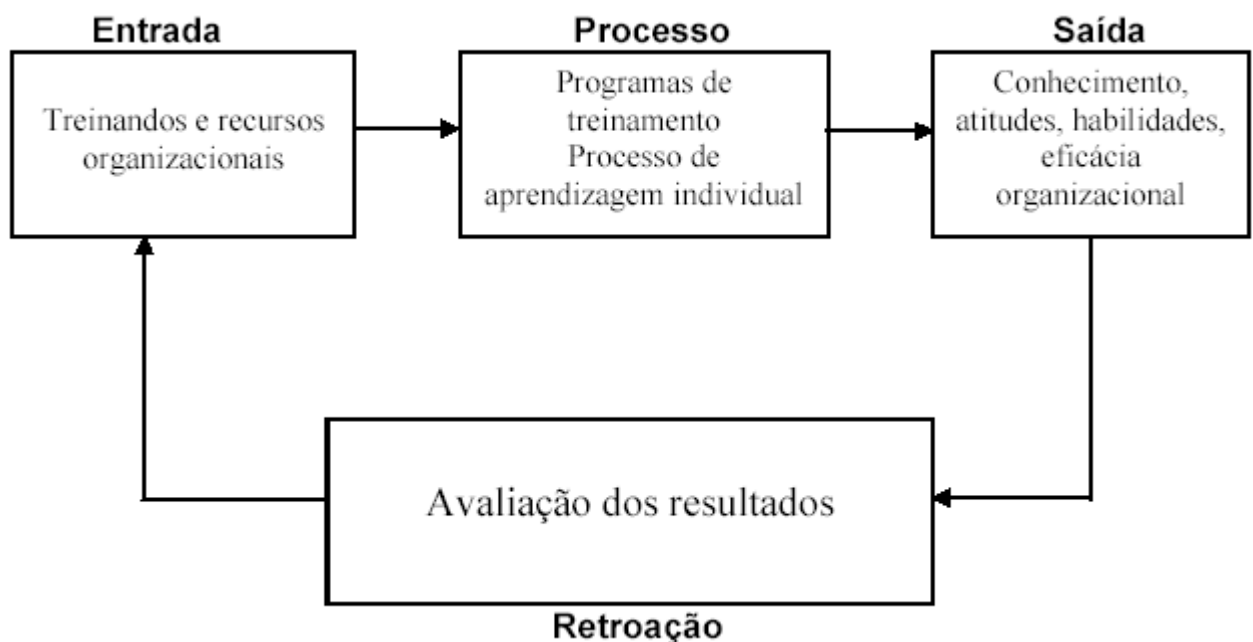 Entrada
Treinandos e recursos
organizacionais
Processo
Programas de
treinamento
Processo de
aprendizagem individual
Saída
Conhecimento,
atitudes, habilidades,
eficácia
organizacional
Avaliação dos resultados
Retroação